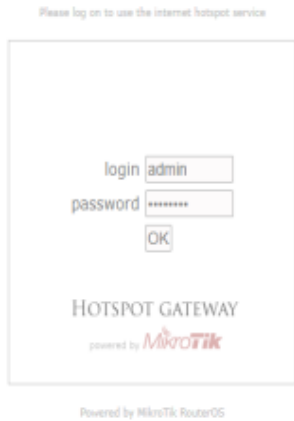 Please log on to use the internet hotspot service
login admin
password ••••••••
OK
HOTSPOT GATEWAY
powered by MikroTik
Powered by MikroTik RouterOS